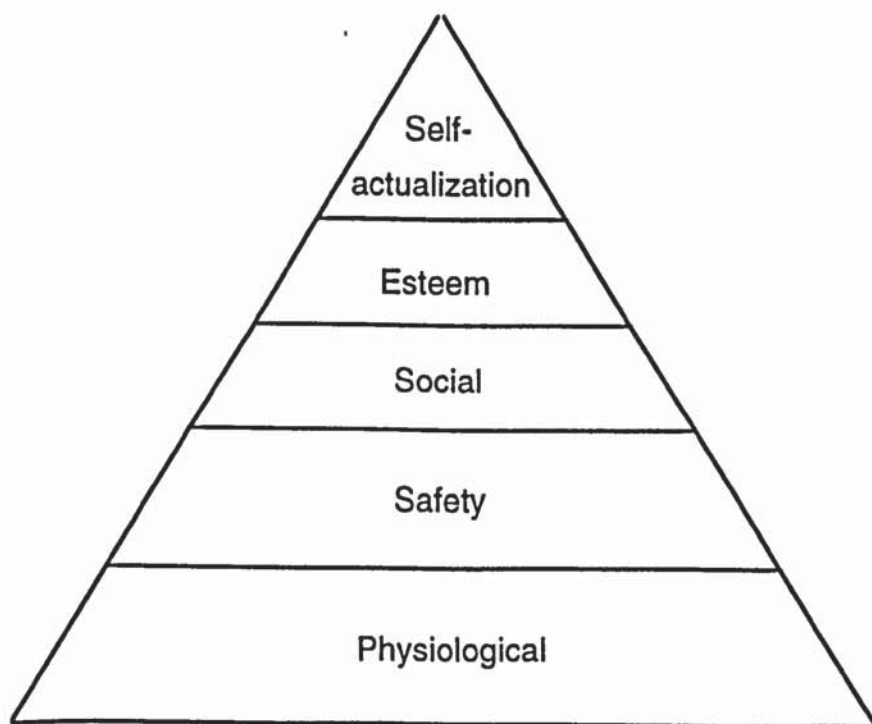 Self-
actualization
Esteem
Social
Safety
Physiological